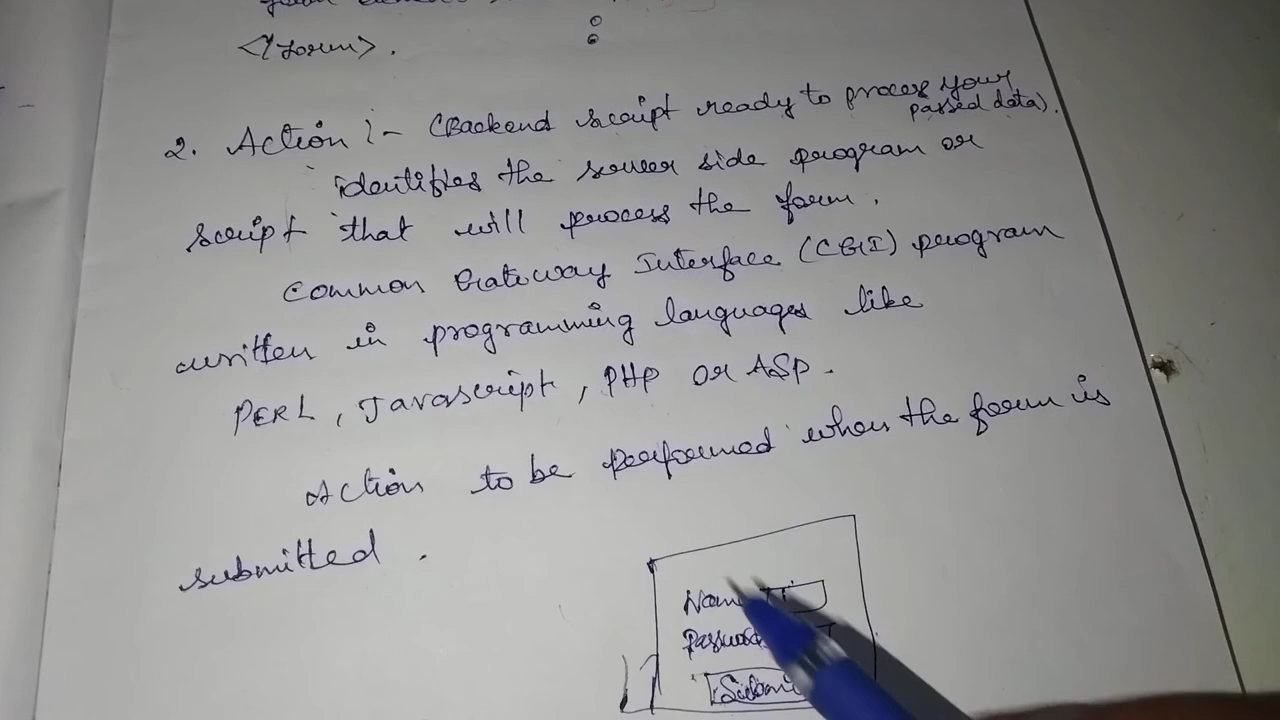 </form>.
2. Action :- (Backend script ready to process your
passed data).
identifies the server side program or
script that will process the form.
Common Gateway Interface (CGI) program
written in programming languages like
PERL, Javascript, PHP or ASP.
Action to be performed when the form is
submitted.
Name
Password
Submit